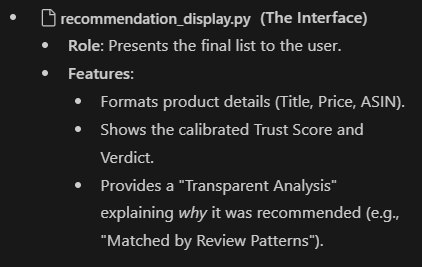 recommendation_display.py (The Interface)
Role: Presents the final list to the user.
Features:
Formats product details (Title, Price, ASIN).
Shows the calibrated Trust Score and
Verdict.
Provides a "Transparent Analysis"
explaining why it was recommended (e.g.,
"Matched by Review Patterns").